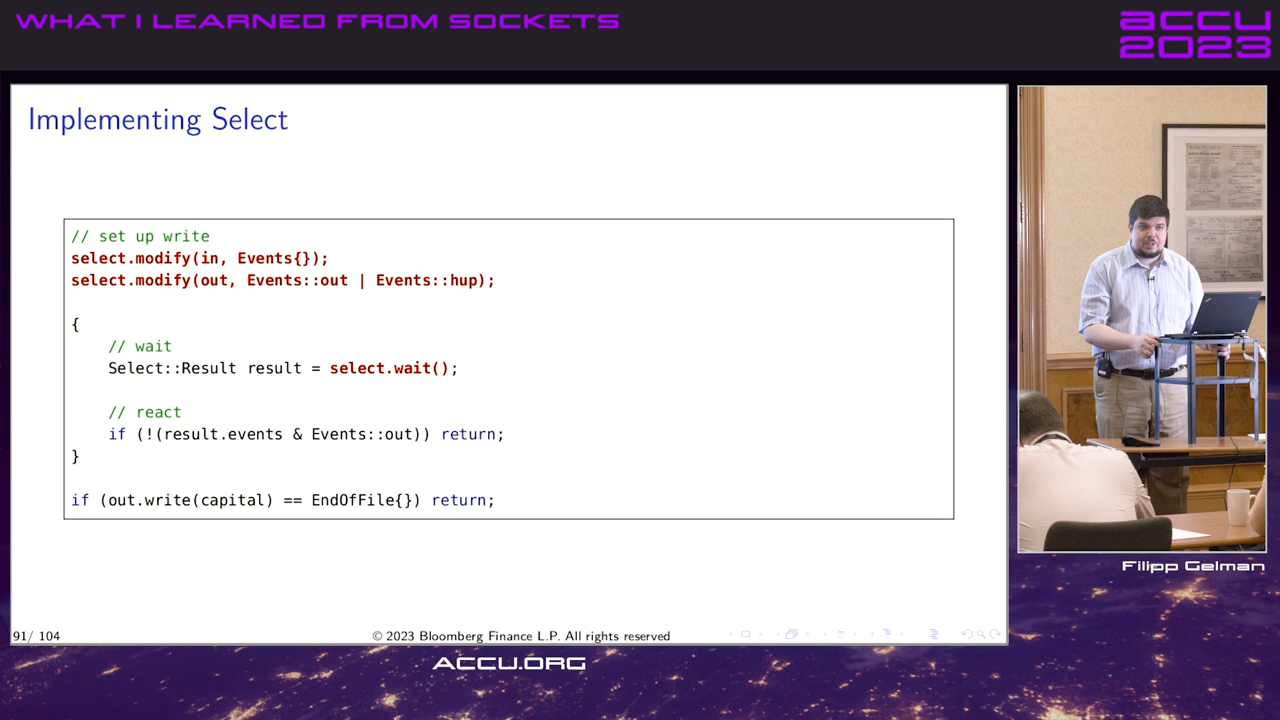 WHAT I LEARNED FROM SOCKETS
ACCU
2023
Implementing Select
// set up write
select.modify(in, Events{});
select.modify(out, Events::out | Events::hup);
{
// wait
Select::Result result = select.wait();
// react
if (!(result.events & Events::out)) return;
}
if (out.write(capital) == EndOfFile{}) return;
91/ 104
© 2023 Bloomberg Finance L.P. All rights reserved
Filipp Gelman
ACCU.ORG